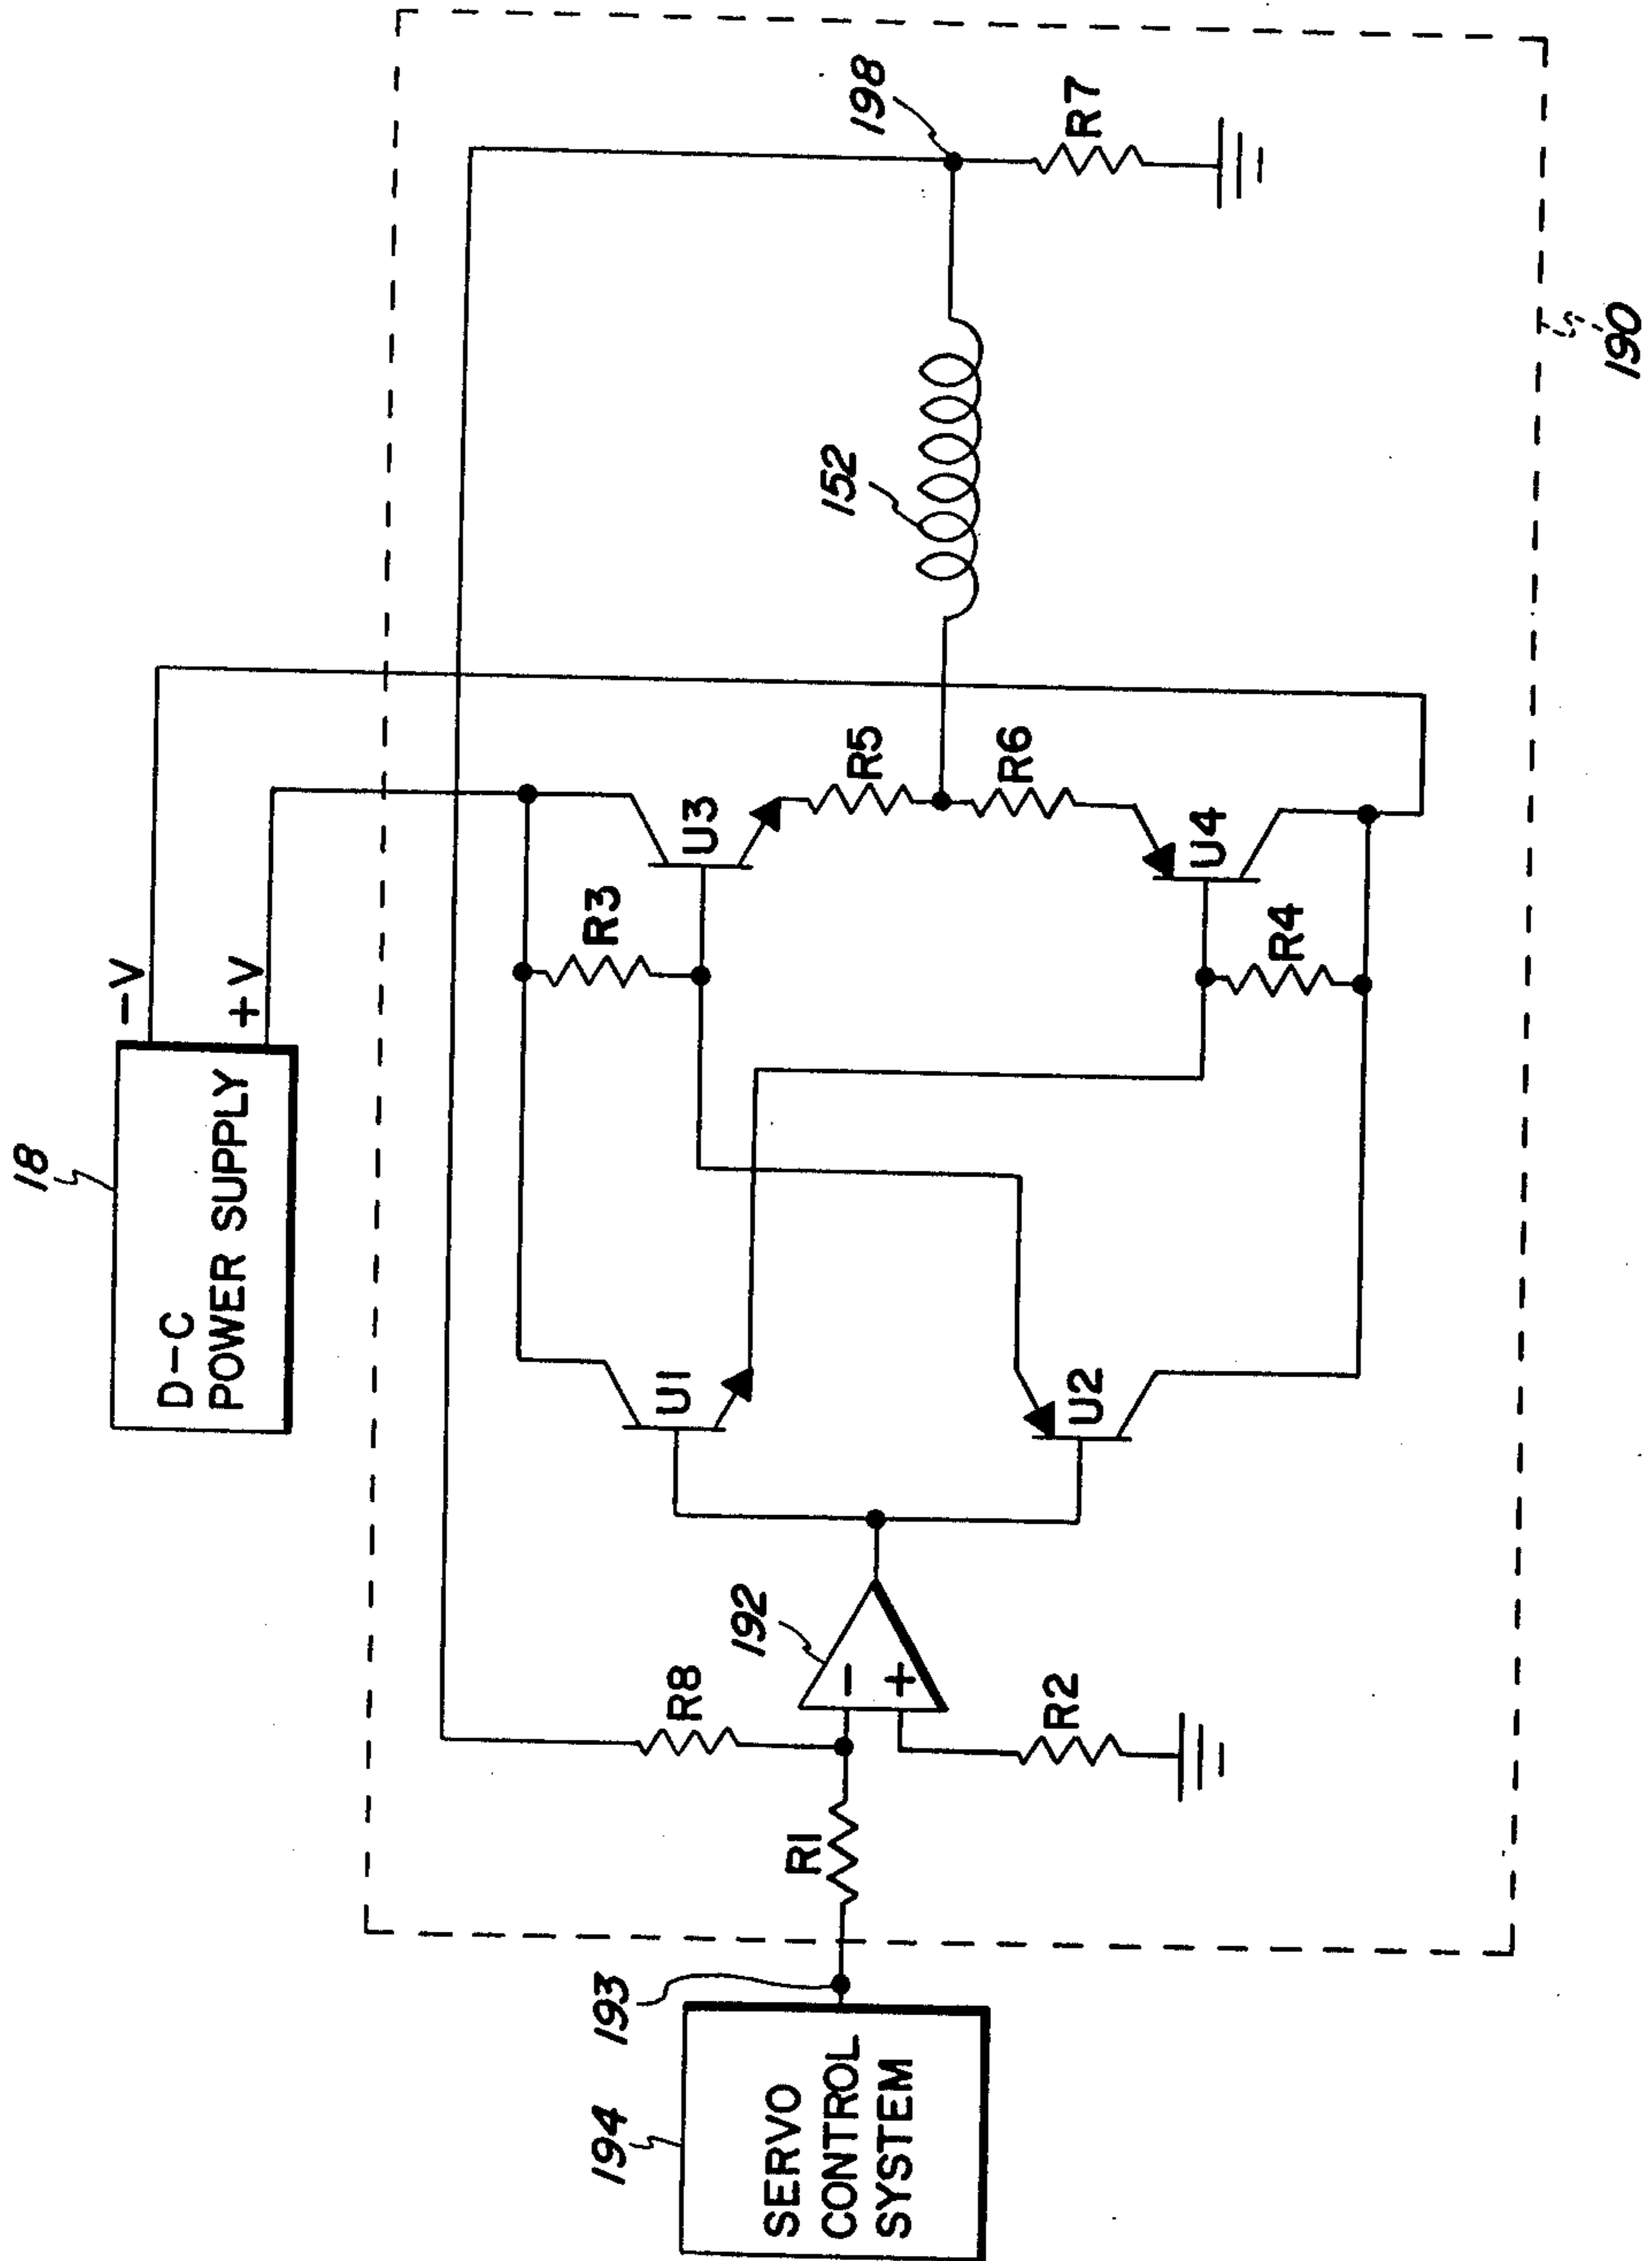 18
D-C
POWER SUPPLY
-V
+V
198
R7
152
R5
R6
U3
U4
R3
R4
U1
U2
192
-
+
R8
R2
R1
193
194
SERVO
CONTROL
SYSTEM
190